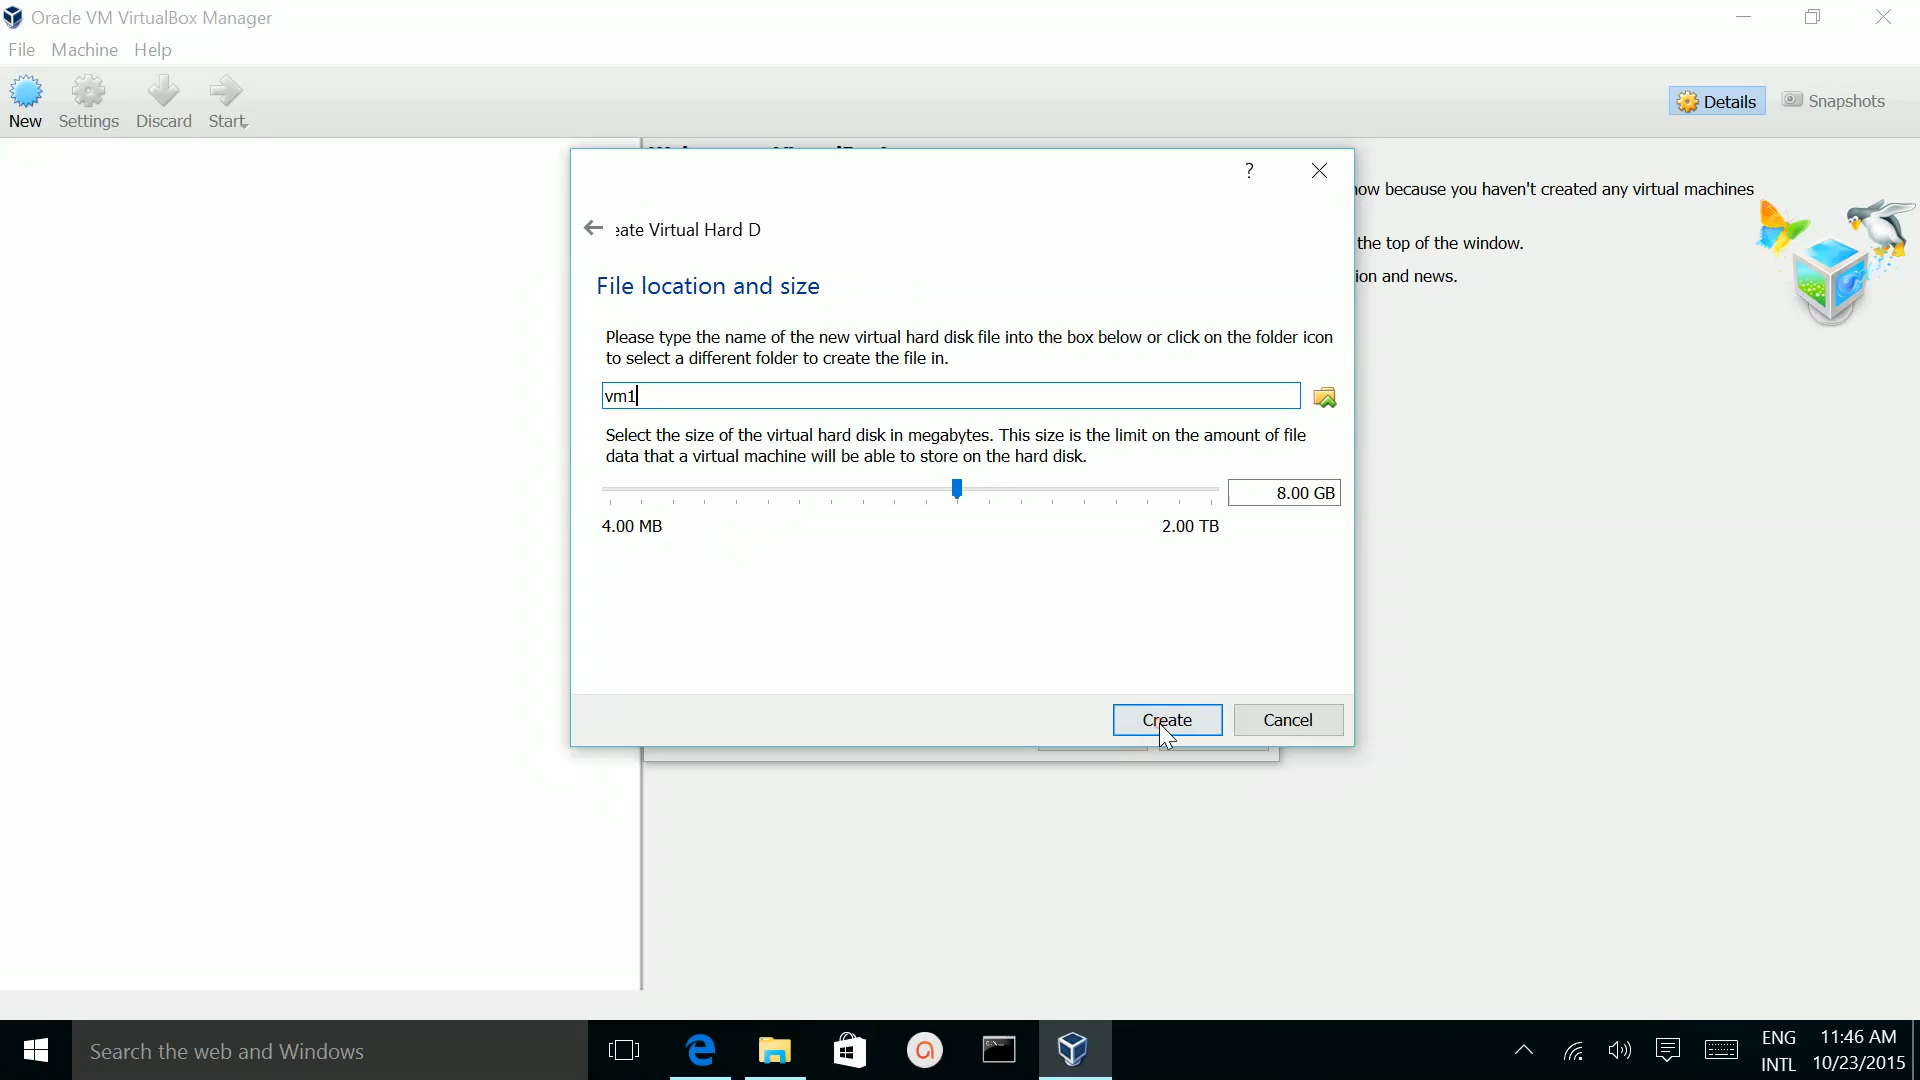 Oracle VM VirtualBox Manager
File Machine Help
New Settings Discard Start
Details Snapshots
now because you haven't created any virtual machines
the top of the window.
ion and news.
?
eate Virtual Hard D
File location and size
Please type the name of the new virtual hard disk file into the box below or click on the folder icon
to select a different folder to create the file in.
vm1
Select the size of the virtual hard disk in megabytes. This size is the limit on the amount of file
data that a virtual machine will be able to store on the hard disk.
8.00 GB
4.00 MB 2.00 TB
Create Cancel
Search the web and Windows
ENG 11:46 AM
INTL 10/23/2015